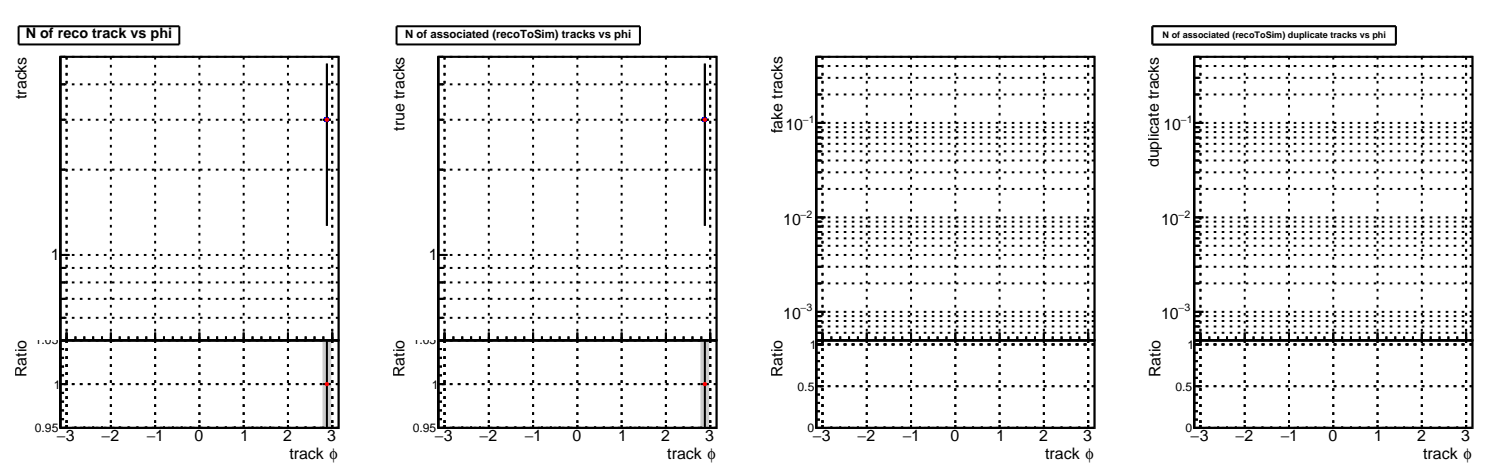 N of reco track vs phi
tracks
1
Ratio
1
0.95
−3 −2 −1 0 1 2 3
track ϕ
N of associated (recoToSim) tracks vs phi
true tracks
1
Ratio
1
0.95
−3 −2 −1 0 1 2 3
track ϕ
fake tracks
10−1
10−2
10−3
Ratio
1
0.5
0
−3 −2 −1 0 1 2 3
track ϕ
N of associated (recoToSim) duplicate tracks vs phi
duplicate tracks
10−1
10−2
10−3
Ratio
1
0.5
0
−3 −2 −1 0 1 2 3
track ϕ